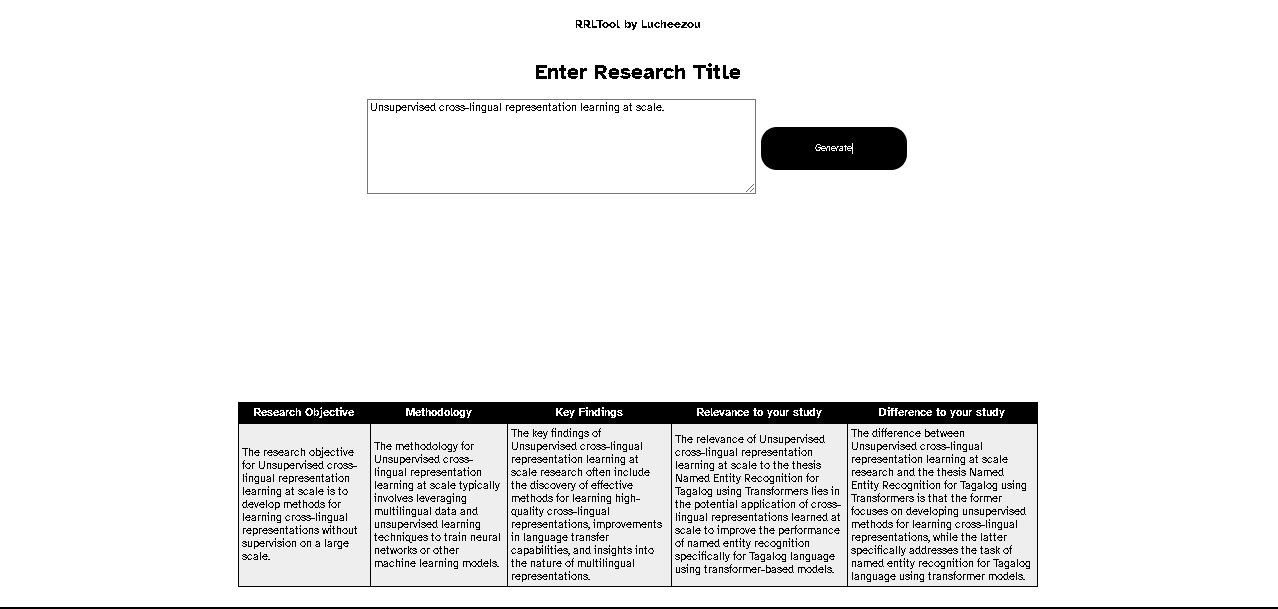 RRLTool by Lucheezou
Enter Research Title
Unsupervised cross-lingual representation learning at scale.
Generate
Research Objective
Methodology
Key Findings
Relevance to your study
Difference to your study
The research objective
for Unsupervised cross-
lingual representation
learning at scale is to
develop methods for
learning cross-lingual
representations without
supervision on a large
scale.
The methodology for
Unsupervised cross-
lingual representation
learning at scale typically
involves leveraging
multilingual data and
unsupervised learning
techniques to train neural
networks or other
machine learning models.
The key findings of
Unsupervised cross-lingual
representation learning at
scale research often include
the discovery of effective
methods for learning high-
quality cross-lingual
representations, improvements
in language transfer
capabilities, and insights into
the nature of multilingual
representations.
The relevance of Unsupervised
cross-lingual representation
learning at scale to the thesis
Named Entity Recognition for
Tagalog using Transformers lies in
the potential application of cross-
lingual representations learned at
scale to improve the performance
of named entity recognition
specifically for Tagalog language
using transformer-based models.
The difference between
Unsupervised cross-lingual
representation learning at scale
research and the thesis Named
Entity Recognition for Tagalog using
Transformers is that the former
focuses on developing unsupervised
methods for learning cross-lingual
representations, while the latter
specifically addresses the task of
named entity recognition for Tagalog
language using transformer models.